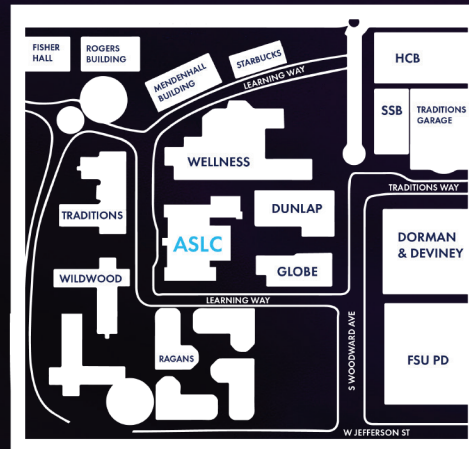 FISHER
HALL
ROGERS
BUILDING
MENDENHALL
BUILDING
STARBUCKS
LEARNING WAY
HCB
SSB
TRADITIONS
GARAGE
WELLNESS
TRADITIONS WAY
TRADITIONS
DUNLAP
ASLC
DORMAN
& DEVINEY
WILDWOOD
GLOBE
LEARNING WAY
S WOODWARD AVE
RAGANS
FSU PD
W JEFFERSON ST